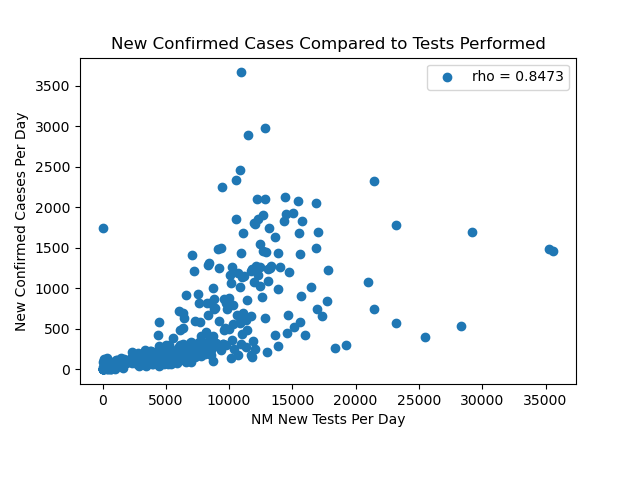 New Confirmed Cases Compared to Tests Performed
rho = 0.8473
New Confirmed Caeses Per Day
3500
3000
2500
2000
1500
1000
500
0
0 5000 10000 15000 20000 25000 30000 35000
NM New Tests Per Day